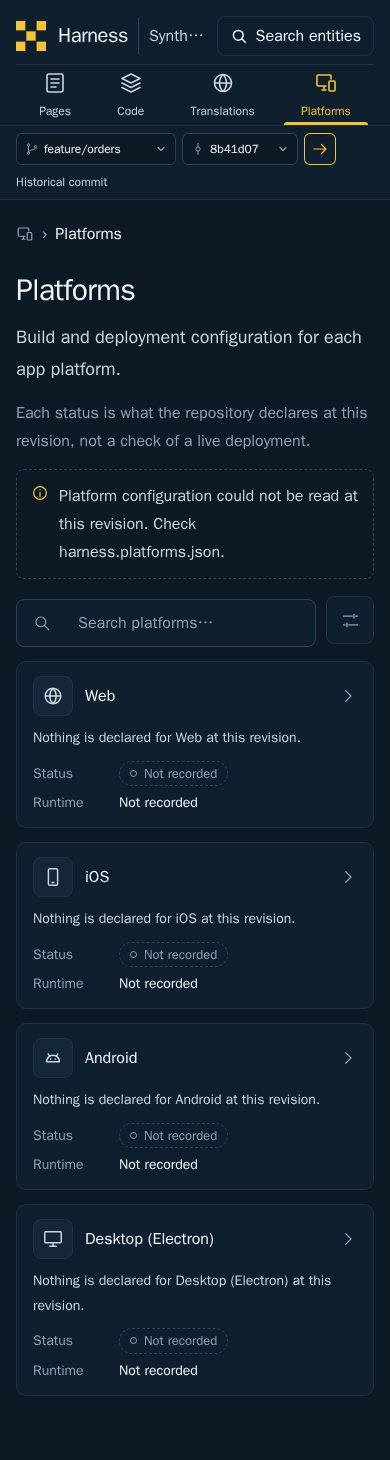 Harness
Synth···
Search entities
Pages
Code
Translations
Platforms
feature/orders
8b41d07
Historical commit
› Platforms
Platforms
Build and deployment configuration for each
app platform.
Each status is what the repository declares at this
revision, not a check of a live deployment.
Platform configuration could not be read at
this revision. Check
harness.platforms.json.
Search platforms···
Web
Nothing is declared for Web at this revision.
Status Not recorded
Runtime Not recorded
iOS
Nothing is declared for iOS at this revision.
Status Not recorded
Runtime Not recorded
Android
Nothing is declared for Android at this revision.
Status Not recorded
Runtime Not recorded
Desktop (Electron)
Nothing is declared for Desktop (Electron) at this
revision.
Status Not recorded
Runtime Not recorded